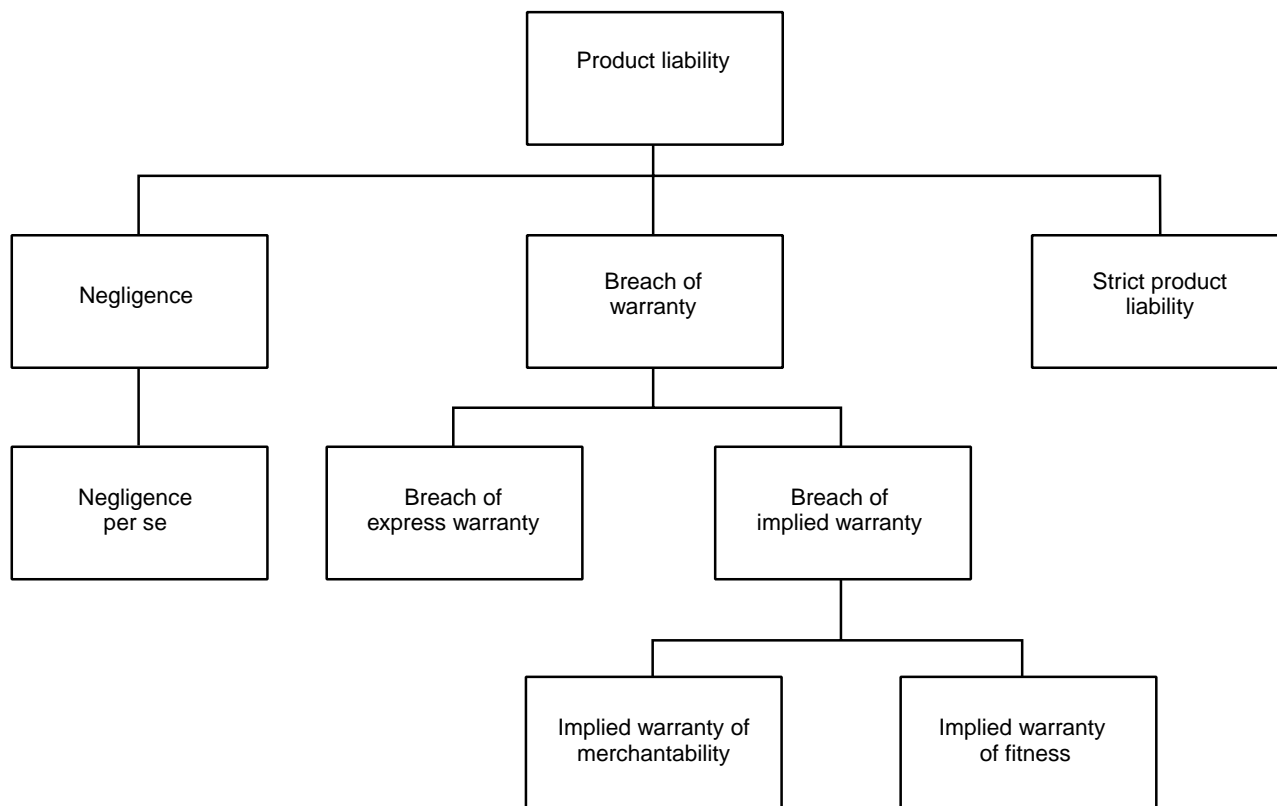 Product liability
Negligence
Breach of
warranty
Strict product
liability
Negligence
per se
Breach of
express warranty
Breach of
implied warranty
Implied warranty of
merchantability
Implied warranty
of fitness